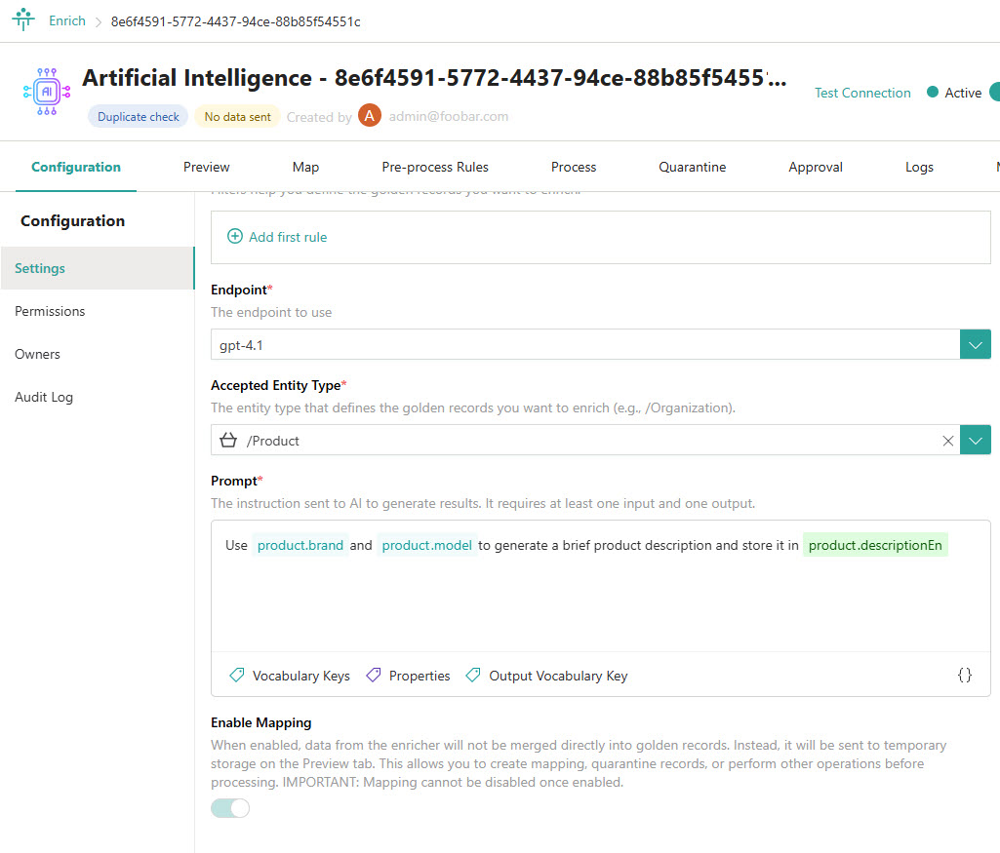 Enrich > 8e6f4591-5772-4437-94ce-88b85f54551c
AI
Artificial Intelligence - 8e6f4591-5772-4437-94ce-88b85f5455...
Test Connection Active
Duplicate check No data sent Created by A admin@foobar.com
Configuration Preview Map Pre-process Rules Process Quarantine Approval Logs
Configuration
Settings
Permissions
Owners
Audit Log
Filters help you define the golden records you want to enrich.
Add first rule
Endpoint*
The endpoint to use
gpt-4.1
Accepted Entity Type*
The entity type that defines the golden records you want to enrich (e.g., /Organization).
/Product
Prompt*
The instruction sent to AI to generate results. It requires at least one input and one output.
Use product.brand and product.model to generate a brief product description and store it in product.descriptionEn
Vocabulary Keys Properties Output Vocabulary Key {}
Enable Mapping
When enabled, data from the enricher will not be merged directly into golden records. Instead, it will be sent to temporary
storage on the Preview tab. This allows you to create mapping, quarantine records, or perform other operations before
processing. IMPORTANT: Mapping cannot be disabled once enabled.